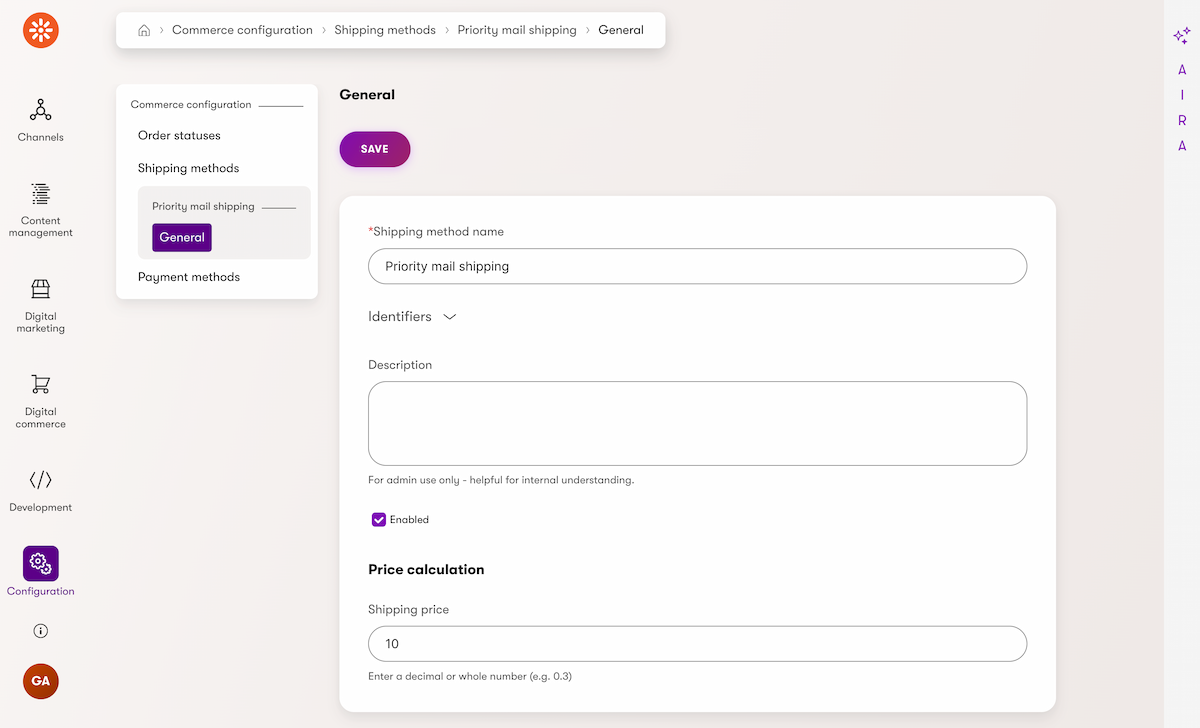 Commerce configuration › Shipping methods › Priority mail shipping › General
Channels
Content
management
Digital
marketing
Digital
commerce
Development
Configuration
GA
Commerce configuration
Order statuses
Shipping methods
Priority mail shipping
General
Payment methods
General
SAVE
*Shipping method name
Priority mail shipping
Identifiers
Description
For admin use only - helpful for internal understanding.
Enabled
Price calculation
Shipping price
10
Enter a decimal or whole number (e.g. 0.3)
A
I
R
A